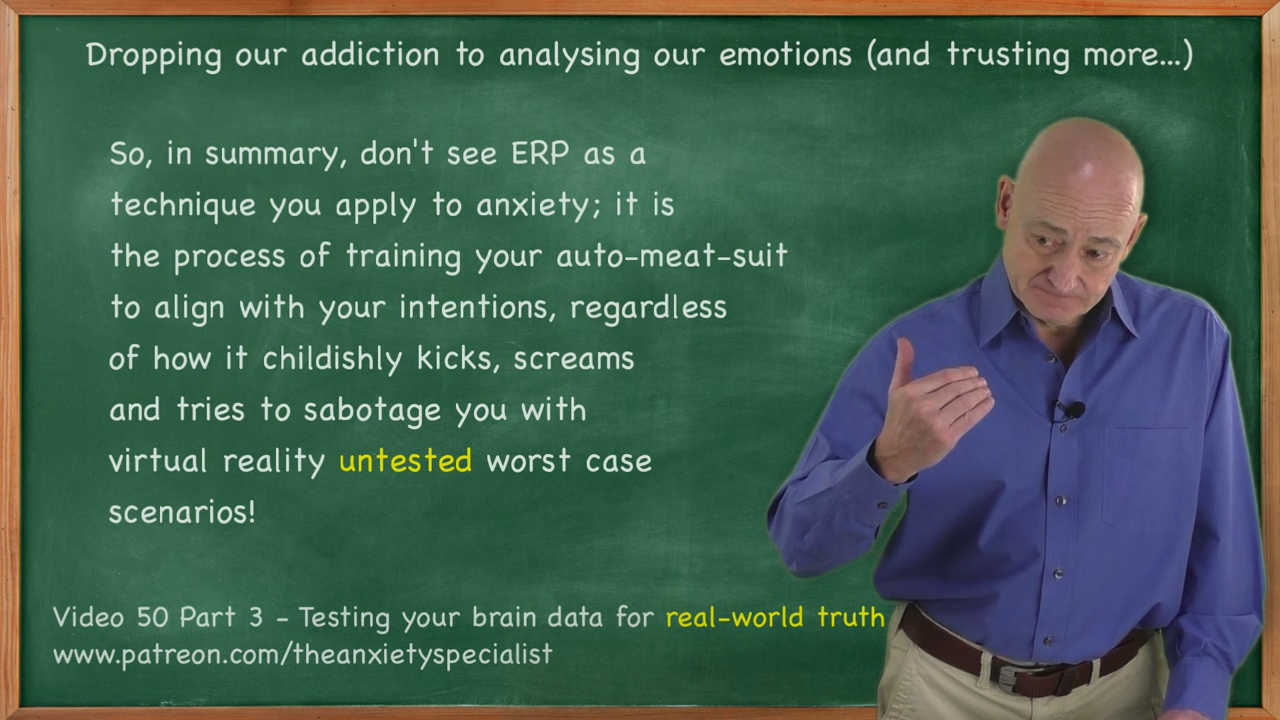 Dropping our addiction to analysing our emotions (and trusting more...)
So, in summary, don't see ERP as a
technique you apply to anxiety; it is
the process of training your auto-meat-suit
to align with your intentions, regardless
of how it childishly kicks, screams
and tries to sabotage you with
virtual reality untested worst case
scenarios!
Video 50 Part 3 - Testing your brain data for real-world truth
www.patreon.com/theanxietyspecialist